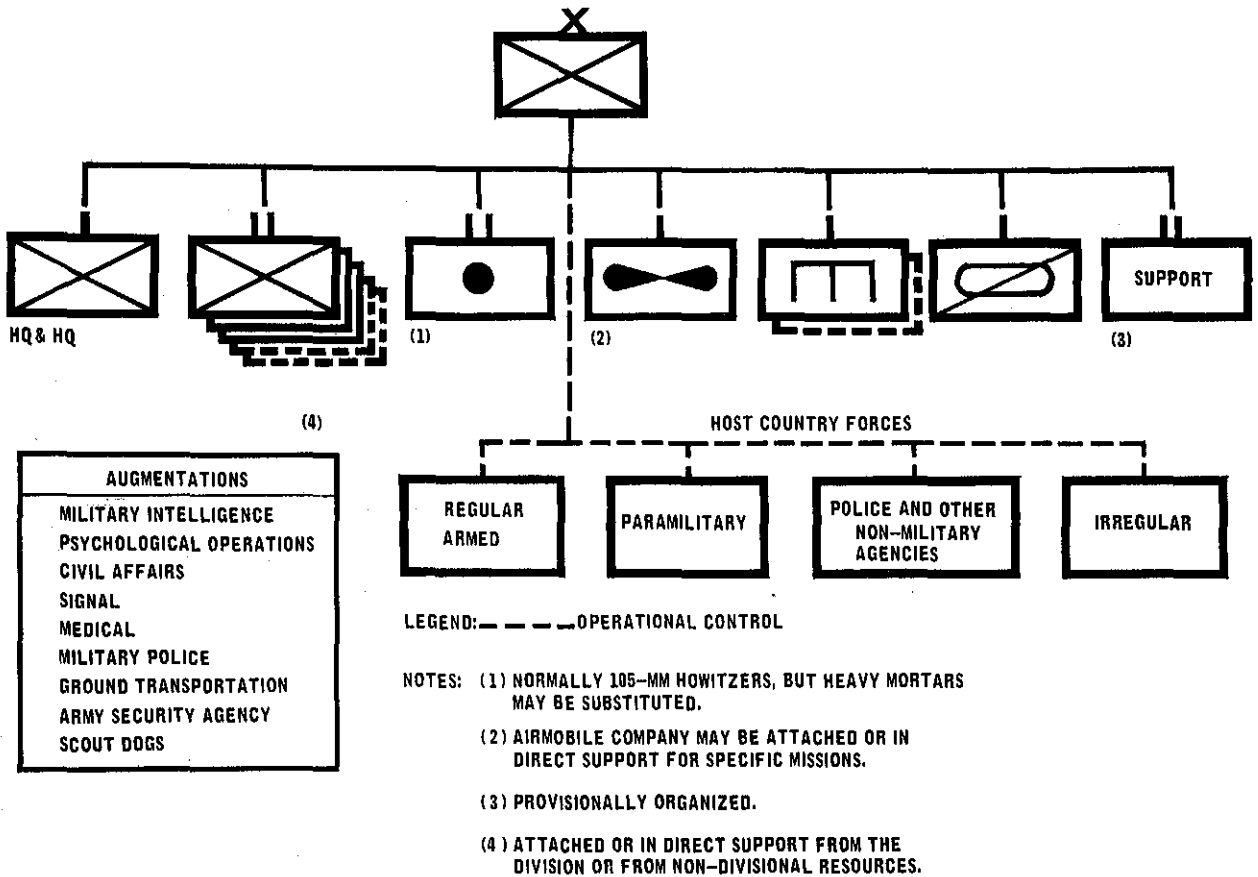 X
SUPPORT
HQ & HQ
(1)
(2)
(3)
(4)
HOST COUNTRY FORCES
AUGMENTATIONS
MILITARY INTELLIGENCE
PSYCHOLOGICAL OPERATIONS
CIVIL AFFAIRS
SIGNAL
MEDICAL
MILITARY POLICE
GROUND TRANSPORTATION
ARMY SECURITY AGENCY
SCOUT DOGS
REGULAR
ARMED
PARAMILITARY
POLICE AND OTHER
NON-MILITARY
AGENCIES
IRREGULAR
LEGEND: OPERATIONAL CONTROL
NOTES: (1) NORMALLY 105-MM HOWITZERS, BUT HEAVY MORTARS
MAY BE SUBSTITUTED.
(2) AIRMOBILE COMPANY MAY BE ATTACHED OR IN
DIRECT SUPPORT FOR SPECIFIC MISSIONS.
(3) PROVISIONALLY ORGANIZED.
(4) ATTACHED OR IN DIRECT SUPPORT FROM THE
DIVISION OR FROM NON-DIVISIONAL RESOURCES.